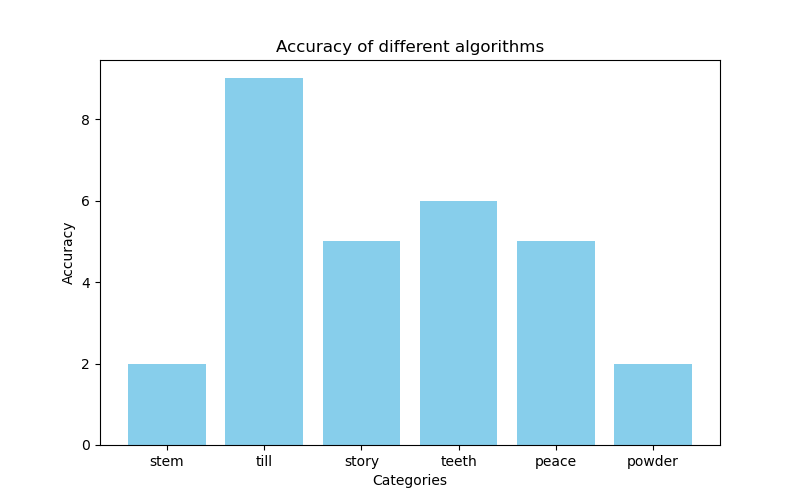 Accuracy of different algorithms
Accuracy
8
6
4
2
0
stem till story teeth peace powder
Categories